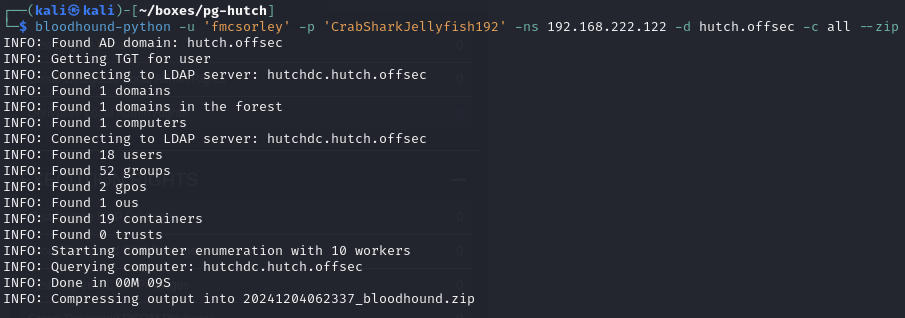 ┌──(kali㉿kali)-[~/boxes/pg-hutch]
└─$ bloodhound-python -u 'fmcsorley' -p 'CrabSharkJellyfish192' -ns 192.168.222.122 -d hutch.offsec -c all --zip
INFO: Found AD domain: hutch.offsec
INFO: Getting TGT for user
INFO: Connecting to LDAP server: hutchdc.hutch.offsec
INFO: Found 1 domains
INFO: Found 1 domains in the forest
INFO: Found 1 computers
INFO: Connecting to LDAP server: hutchdc.hutch.offsec
INFO: Found 18 users
INFO: Found 52 groups
INFO: Found 2 gpos
INFO: Found 1 ous
INFO: Found 19 containers
INFO: Found 0 trusts
INFO: Starting computer enumeration with 10 workers
INFO: Querying computer: hutchdc.hutch.offsec
INFO: Done in 00M 09S
INFO: Compressing output into 20241204062337_bloodhound.zip